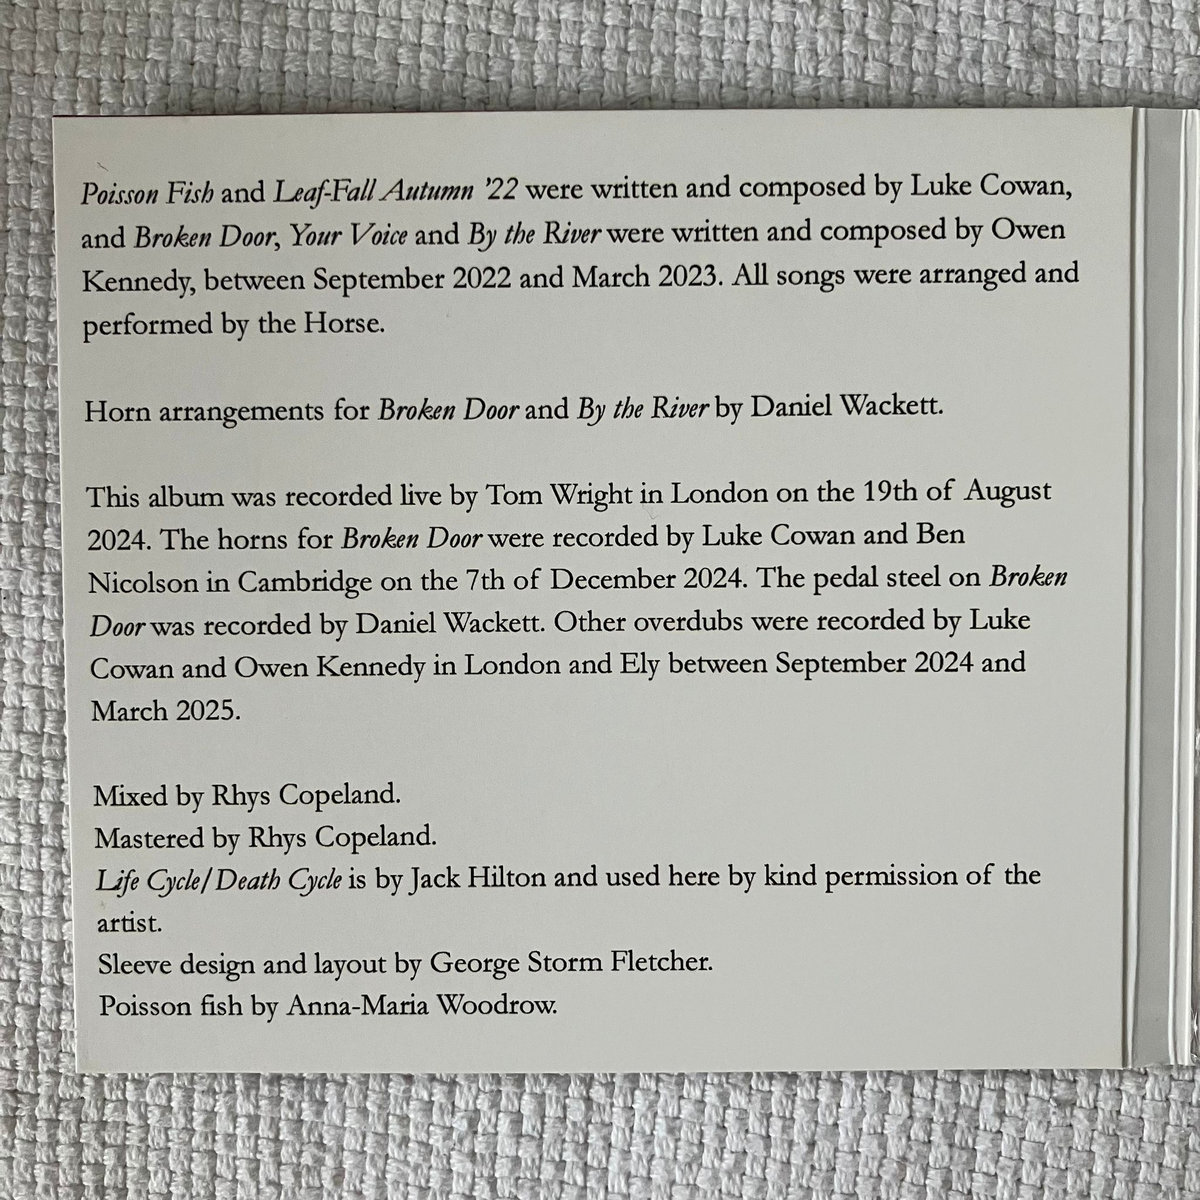 Poisson Fish and Leaf-Fall Autumn ’22 were written and composed by Luke Cowan,
and Broken Door, Your Voice and By the River were written and composed by Owen
Kennedy, between September 2022 and March 2023. All songs were arranged and
performed by the Horse.
Horn arrangements for Broken Door and By the River by Daniel Wackett.
This album was recorded live by Tom Wright in London on the 19th of August
2024. The horns for Broken Door were recorded by Luke Cowan and Ben
Nicolson in Cambridge on the 7th of December 2024. The pedal steel on Broken
Door was recorded by Daniel Wackett. Other overdubs were recorded by Luke
Cowan and Owen Kennedy in London and Ely between September 2024 and
March 2025.
Mixed by Rhys Copeland.
Mastered by Rhys Copeland.
Life Cycle/Death Cycle is by Jack Hilton and used here by kind permission of the
artist.
Sleeve design and layout by George Storm Fletcher.
Poisson fish by Anna-Maria Woodrow.